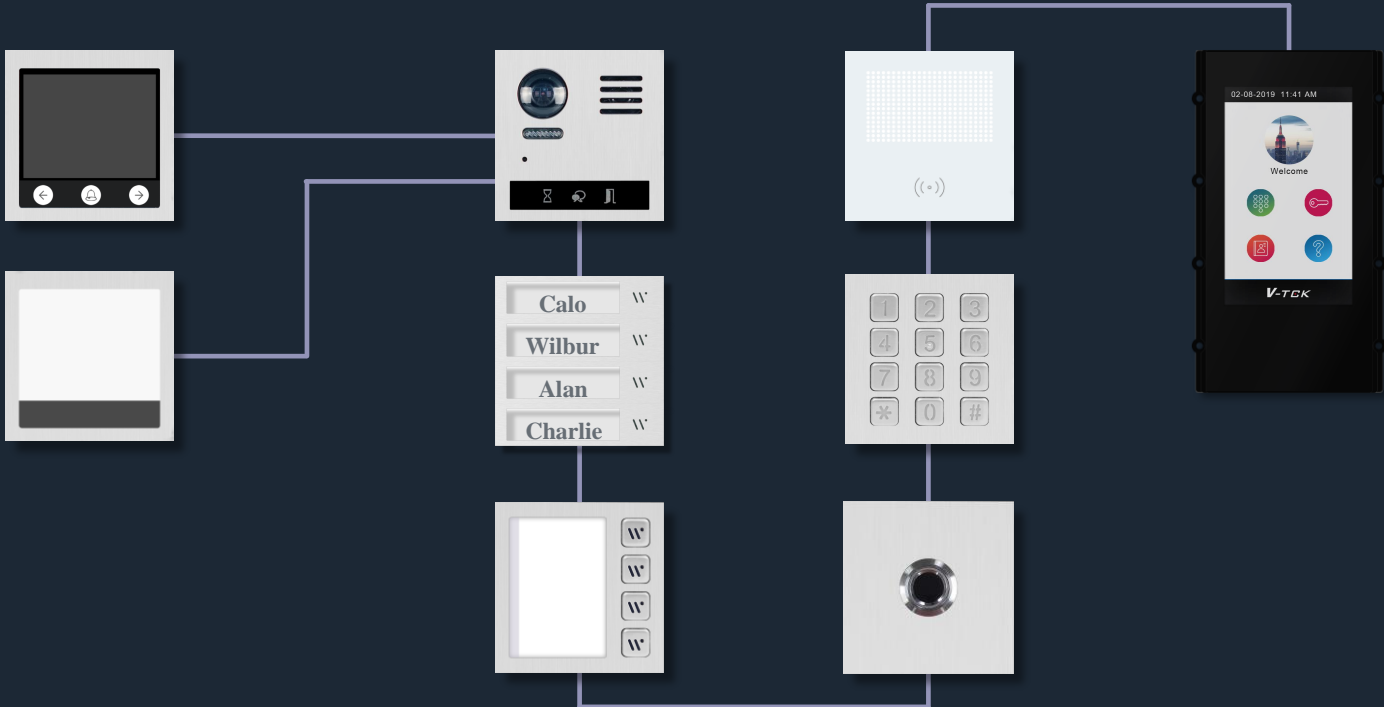 Calo
Wilbur
Alan
Charlie
1 2 3
4 5 6
7 8 9
* 0 #
02-08-2019 11:41 AM
Welcome
V-TCK